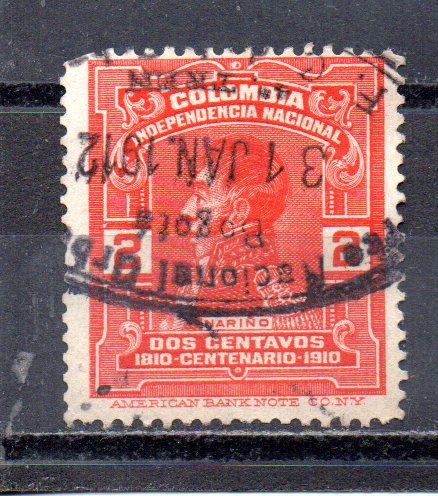 COLOMBIA
INDEPENDENCIA NACIONAL
2 2
NARIÑO
DOS CENTAVOS
1810-CENTENARIO-1910
AMERICAN BANK NOTE CO.N.Y.
31 JAN. 1912
Bogotá
Nacional